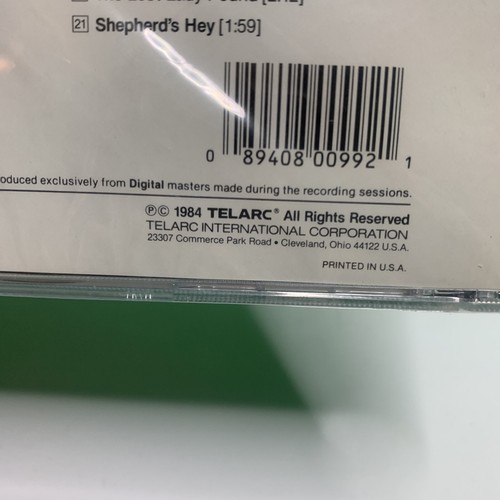 21 Shepherd's Hey [1:59]
0 89408 00992 1
oduced exclusively from Digital masters made during the recording sessions.
℗© 1984 TELARC® All Rights Reserved
TELARC INTERNATIONAL CORPORATION
23307 Commerce Park Road • Cleveland, Ohio 44122 U.S.A.
PRINTED IN U.S.A.